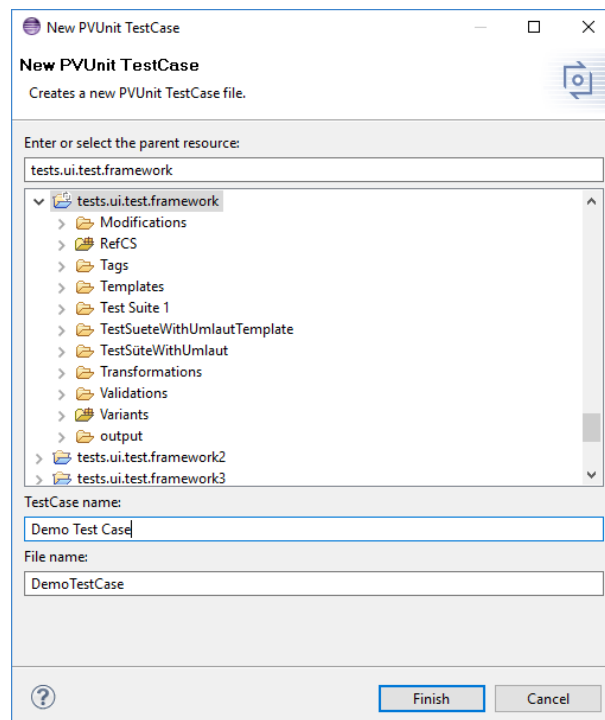 New PVUnit TestCase
New PVUnit TestCase
Creates a new PVUnit TestCase file.
Enter or select the parent resource:
tests.ui.test.framework
tests.ui.test.framework
Modifications
RefCS
Tags
Templates
Test Suite 1
TestSueteWithUmlautTemplate
TestSüteWithUmlaut
Transformations
Validations
Variants
output
tests.ui.test.framework2
tests.ui.test.framework3
TestCase name:
Demo Test Case
File name:
DemoTestCase
Finish Cancel